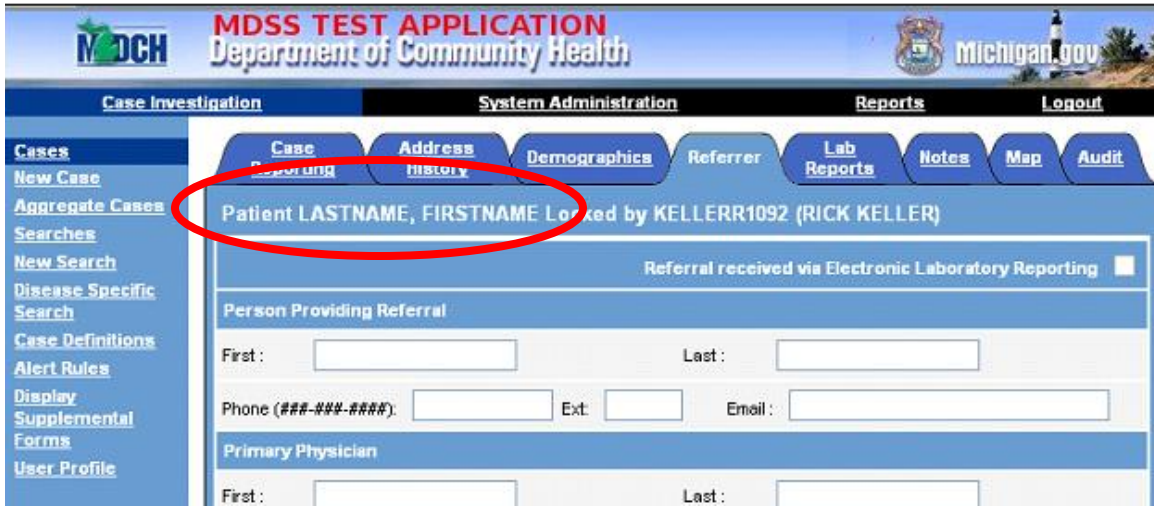 MDCH
MDSS TEST APPLICATION
Department of Community Health
Michigan.gov
Case Investigation System Administration Reports Logout
Cases
New Case
Aggregate Cases
Searches
New Search
Disease Specific
Search
Case Definitions
Alert Rules
Display
Supplemental
Forms
User Profile
Case
Reporting
Address
History
Demographics
Referrer
Lab
Reports
Notes
Map
Audit
Patient LASTNAME, FIRSTNAME Locked by KELLERR1092 (RICK KELLER)
Referral received via Electronic Laboratory Reporting
Person Providing Referral
First : Last :
Phone (###-###-####): Ext: Email :
Primary Physician
First : Last :